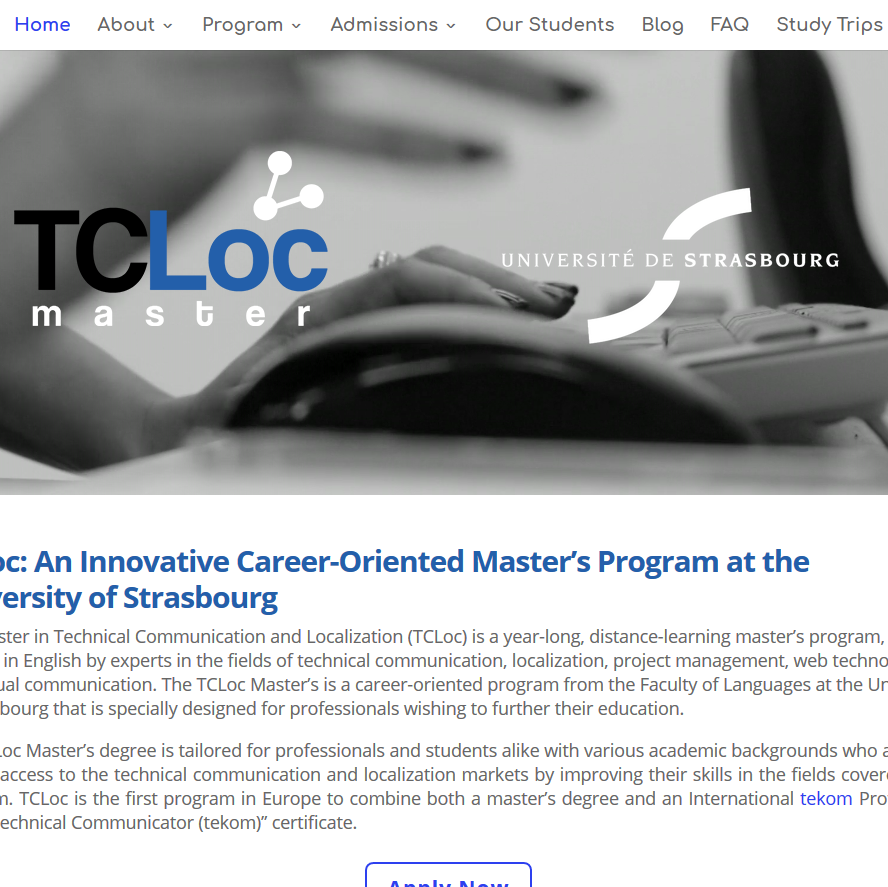 Home About Program Admissions Our Students Blog FAQ Study Trips
TCLoc
master
UNIVERSITÉ DE STRASBOURG
oc: An Innovative Career-Oriented Master’s Program at the
ersity of Strasbourg
ster in Technical Communication and Localization (TCLoc) is a year-long, distance-learning master’s program,
in English by experts in the fields of technical communication, localization, project management, web techno
ual communication. The TCLoc Master’s is a career-oriented program from the Faculty of Languages at the Un
bourg that is specially designed for professionals wishing to further their education.
Loc Master’s degree is tailored for professionals and students alike with various academic backgrounds who a
access to the technical communication and localization markets by improving their skills in the fields cover
m. TCLoc is the first program in Europe to combine both a master’s degree and an International tekom Pro
echnical Communicator (tekom)” certificate.
Apply Now